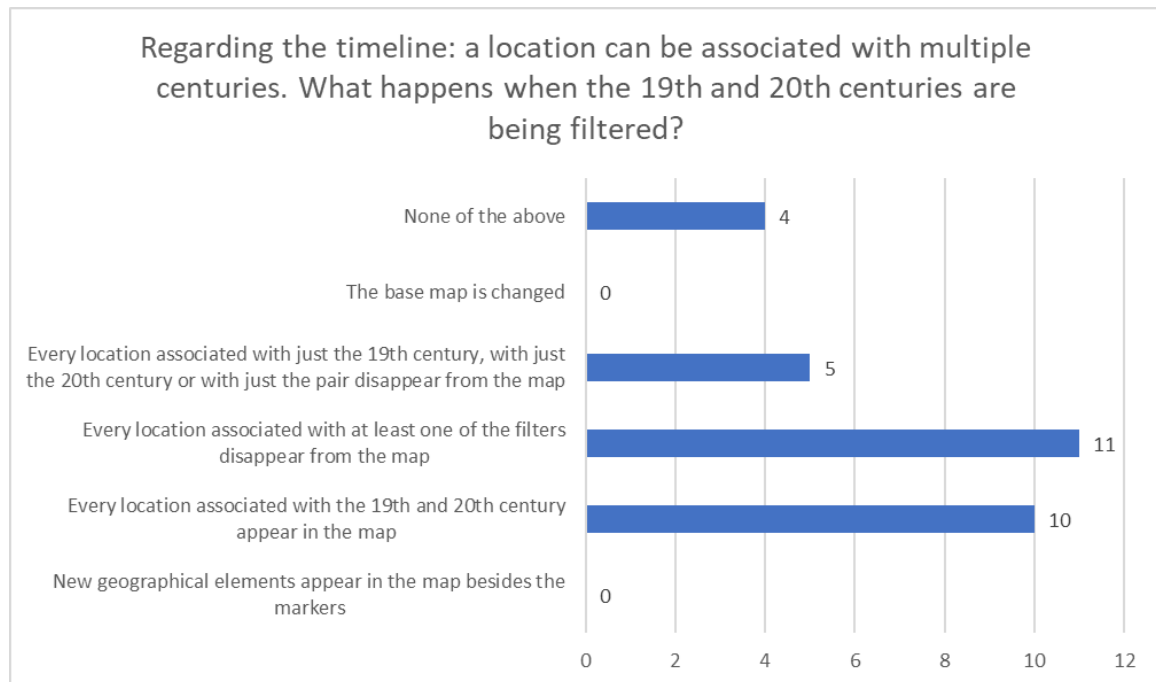 Regarding the timeline: a location can be associated with multiple
centuries. What happens when the 19th and 20th centuries are
being filtered?
None of the above
4
The base map is changed
0
Every location associated with just the 19th century, with just
the 20th century or with just the pair disappear from the map
5
Every location associated with at least one of the filters
disappear from the map
11
Every location associated with the 19th and 20th century
appear in the map
10
New geographical elements appear in the map besides the
markers
0
0 2 4 6 8 10 12